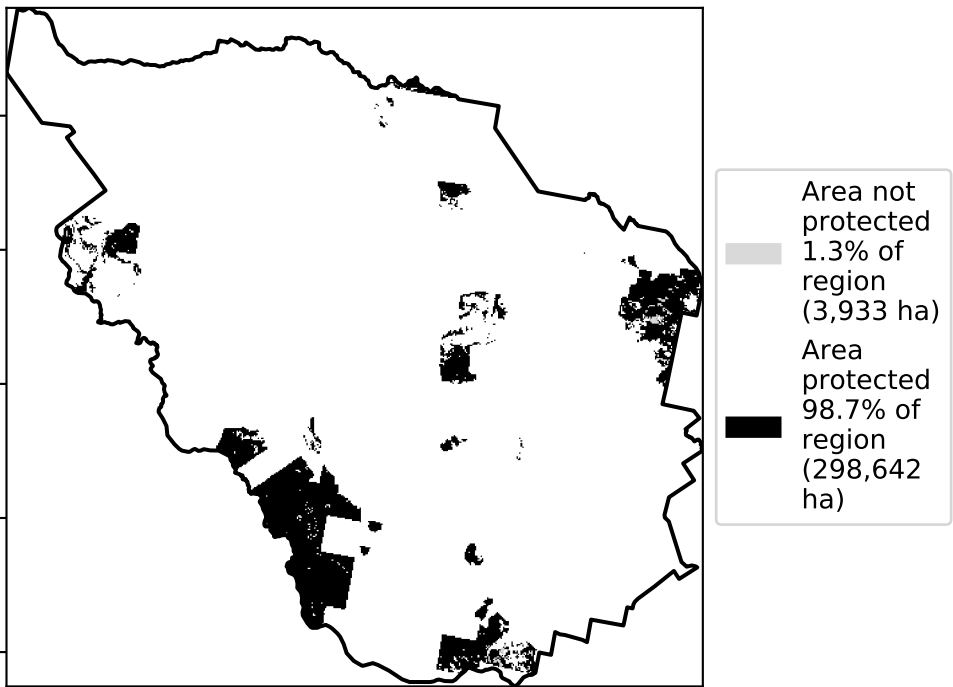 Area not
protected
1.3% of
region
(3,933 ha)
Area
protected
98.7% of
region
(298,642
ha)